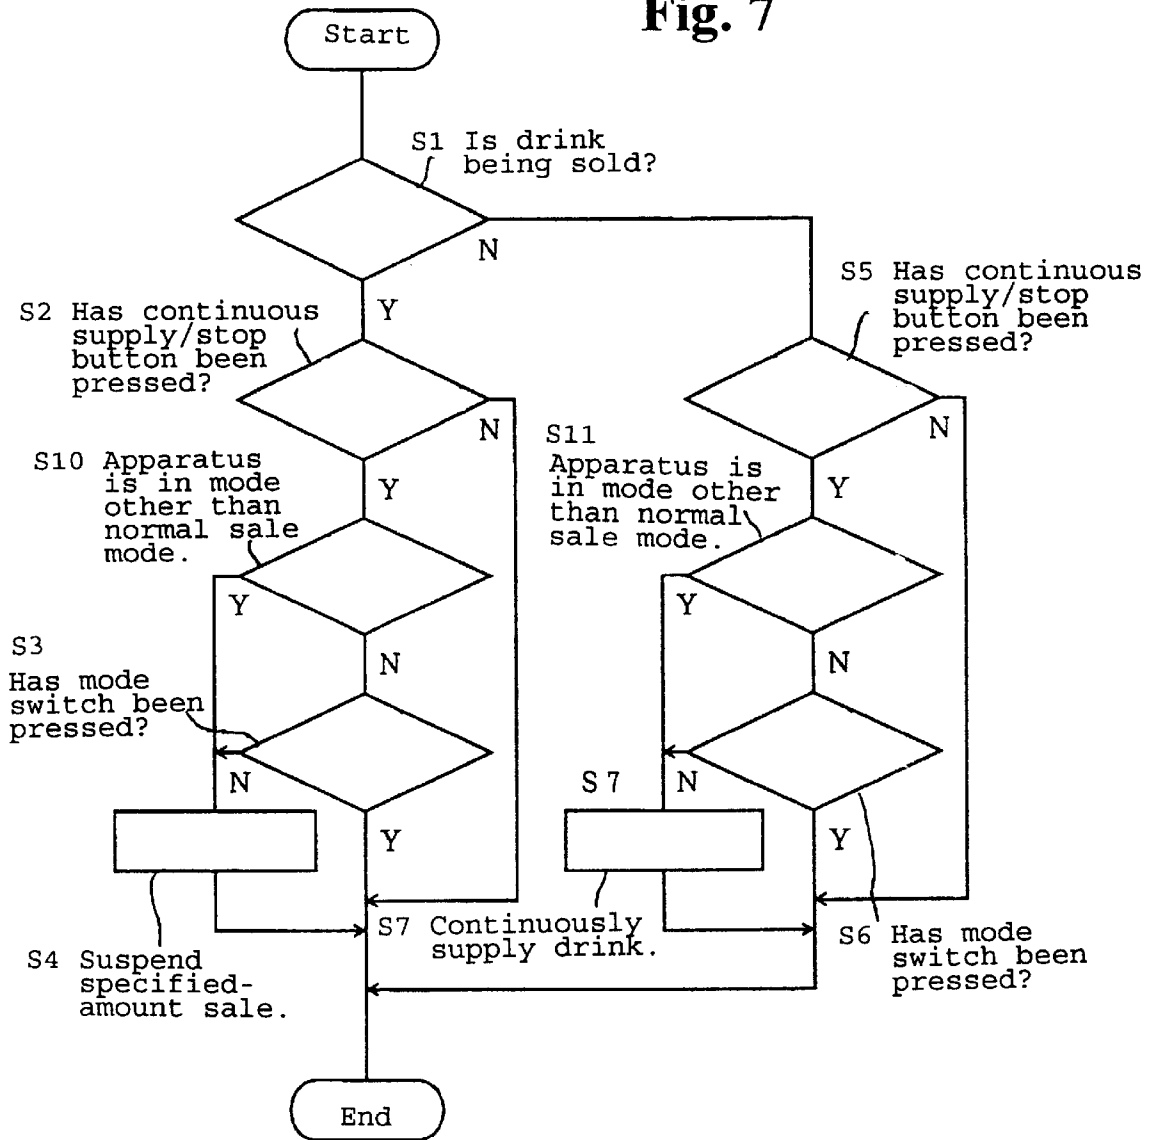 Fig. 7
Start
S1 Is drink
being sold?
N
Y
S2 Has continuous
supply/stop
button been
pressed?
N
Y
S5 Has continuous
supply/stop
button been
pressed?
N
Y
S10 Apparatus
is in mode
other than
normal sale
mode.
Y
N
S11
Apparatus is
in mode other
than normal
sale mode.
Y
N
S3
Has mode
switch been
pressed?
N
Y
S7
N
Y
S4 Suspend
specified-
amount sale.
S7 Continuously
supply drink.
S6 Has mode
switch been
pressed?
End